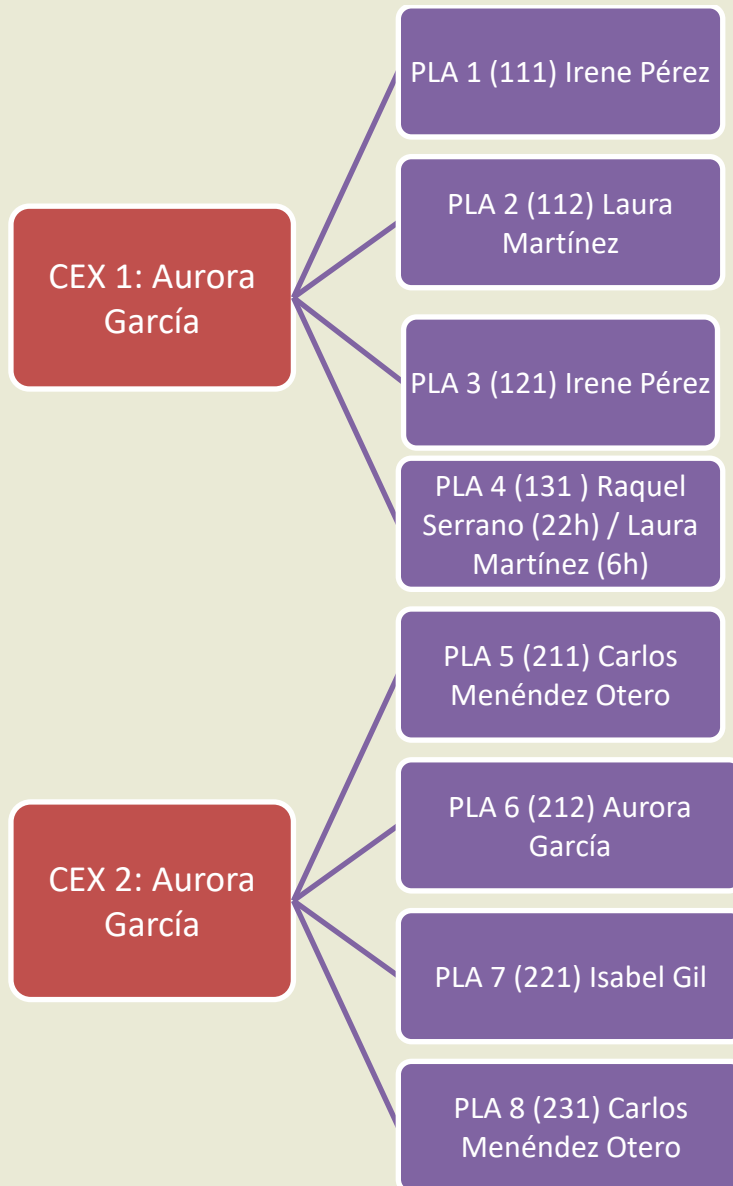 CEX 1: Aurora
García
PLA 1 (111) Irene Pérez
PLA 2 (112) Laura
Martínez
PLA 3 (121) Irene Pérez
PLA 4 (131 ) Raquel
Serrano (22h) / Laura
Martínez (6h)
CEX 2: Aurora
García
PLA 5 (211) Carlos
Menéndez Otero
PLA 6 (212) Aurora
García
PLA 7 (221) Isabel Gil
PLA 8 (231) Carlos
Menéndez Otero